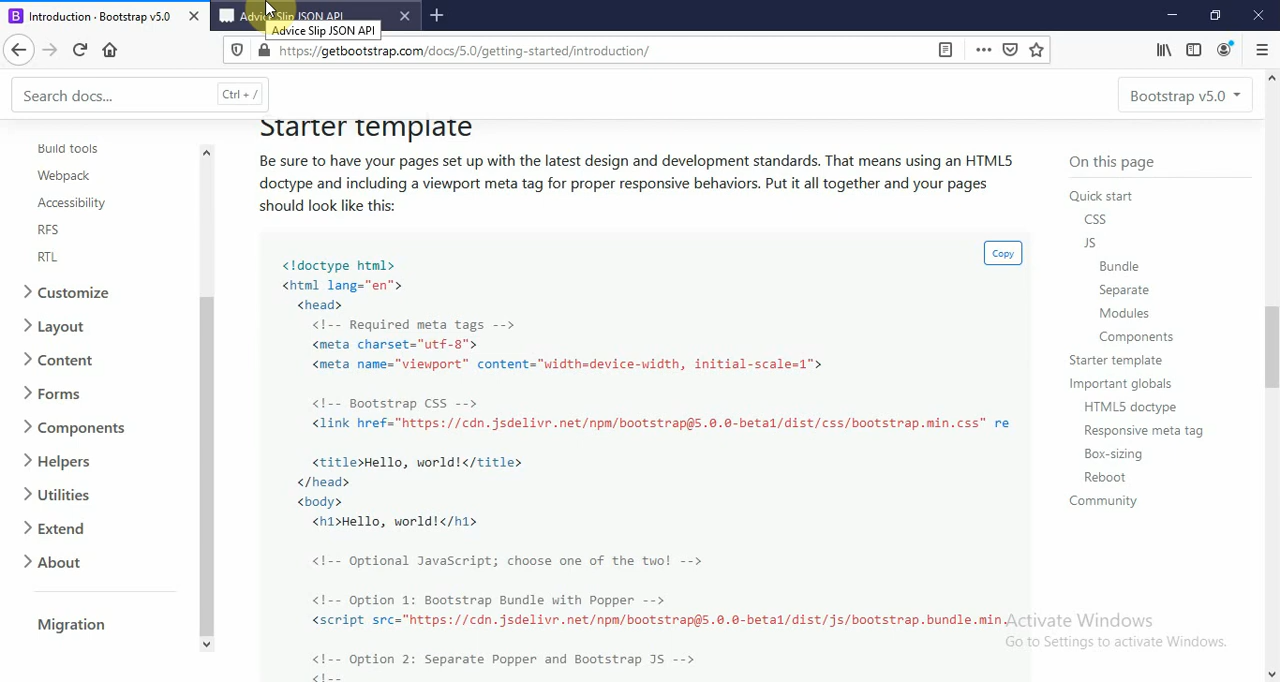 Introduction · Bootstrap v5.0
Advice Slip JSON API
Advice Slip JSON API
https://getbootstrap.com/docs/5.0/getting-started/introduction/
Search docs...
Ctrl + /
Bootstrap v5.0
Build tools
Webpack
Accessibility
RFS
RTL
Customize
Layout
Content
Forms
Components
Helpers
Utilities
Extend
About
Migration
Starter template
Be sure to have your pages set up with the latest design and development standards. That means using an HTML5
doctype and including a viewport meta tag for proper responsive behaviors. Put it all together and your pages
should look like this:
Copy
<!doctype html>
<html lang="en">
<head>
<!-- Required meta tags -->
<meta charset="utf-8">
<meta name="viewport" content="width=device-width, initial-scale=1">
<!-- Bootstrap CSS -->
<link href="https://cdn.jsdelivr.net/npm/bootstrap@5.0.0-beta1/dist/css/bootstrap.min.css" re
<title>Hello, world!</title>
</head>
<body>
<h1>Hello, world!</h1>
<!-- Optional JavaScript; choose one of the two! -->
<!-- Option 1: Bootstrap Bundle with Popper -->
<script src="https://cdn.jsdelivr.net/npm/bootstrap@5.0.0-beta1/dist/js/bootstrap.bundle.min.
<!-- Option 2: Separate Popper and Bootstrap JS -->
<!--
On this page
Quick start
CSS
JS
Bundle
Separate
Modules
Components
Starter template
Important globals
HTML5 doctype
Responsive meta tag
Box-sizing
Reboot
Community
Activate Windows
Go to Settings to activate Windows.